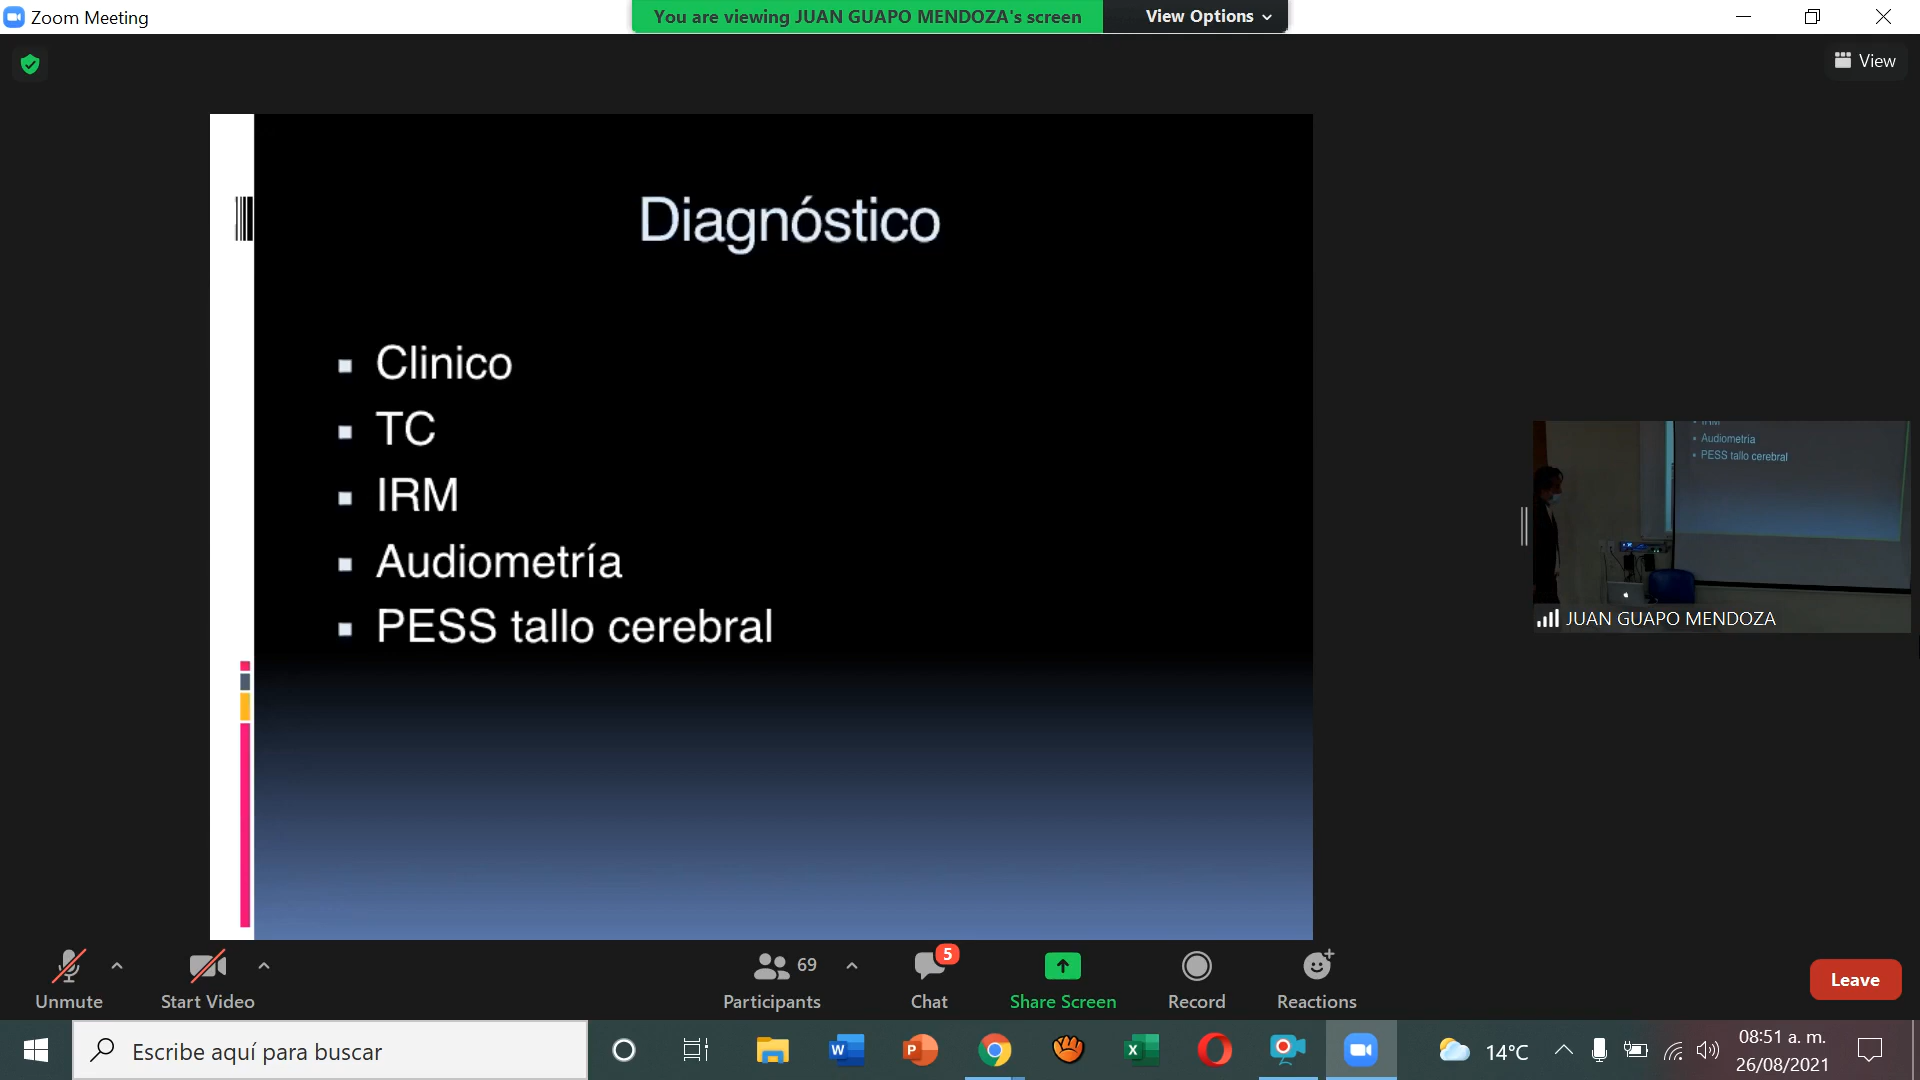 Zoom Meeting
You are viewing JUAN GUAPO MENDOZA's screen
View Options
View
Diagnóstico
Clinico
TC
IRM
Audiometría
PESS tallo cerebral
IRM
Audiometría
PESS tallo cerebral
JUAN GUAPO MENDOZA
Unmute
Start Video
69
Participants
5
Chat
Share Screen
Record
Reactions
Leave
Escribe aquí para buscar
14°C
08:51 a. m.
26/08/2021